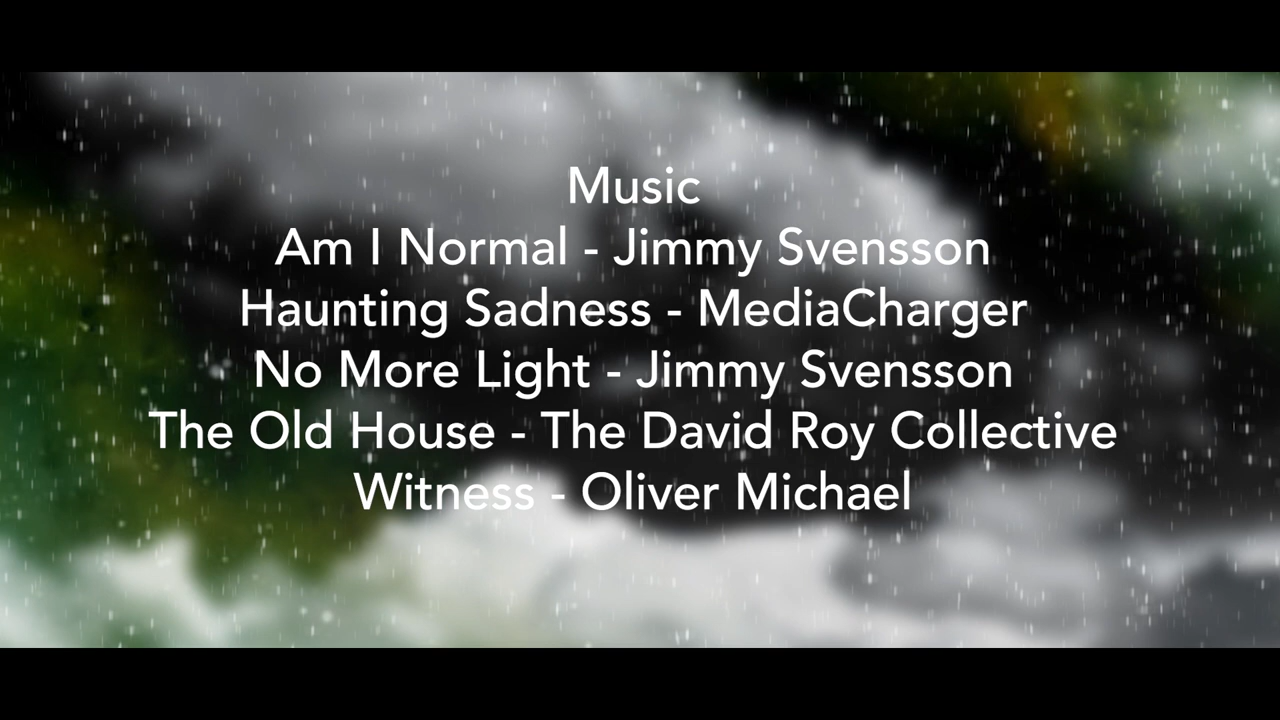 Music
Am I Normal - Jimmy Svensson
Haunting Sadness - MediaCharger
No More Light - Jimmy Svensson
The Old House - The David Roy Collective
Witness - Oliver Michael